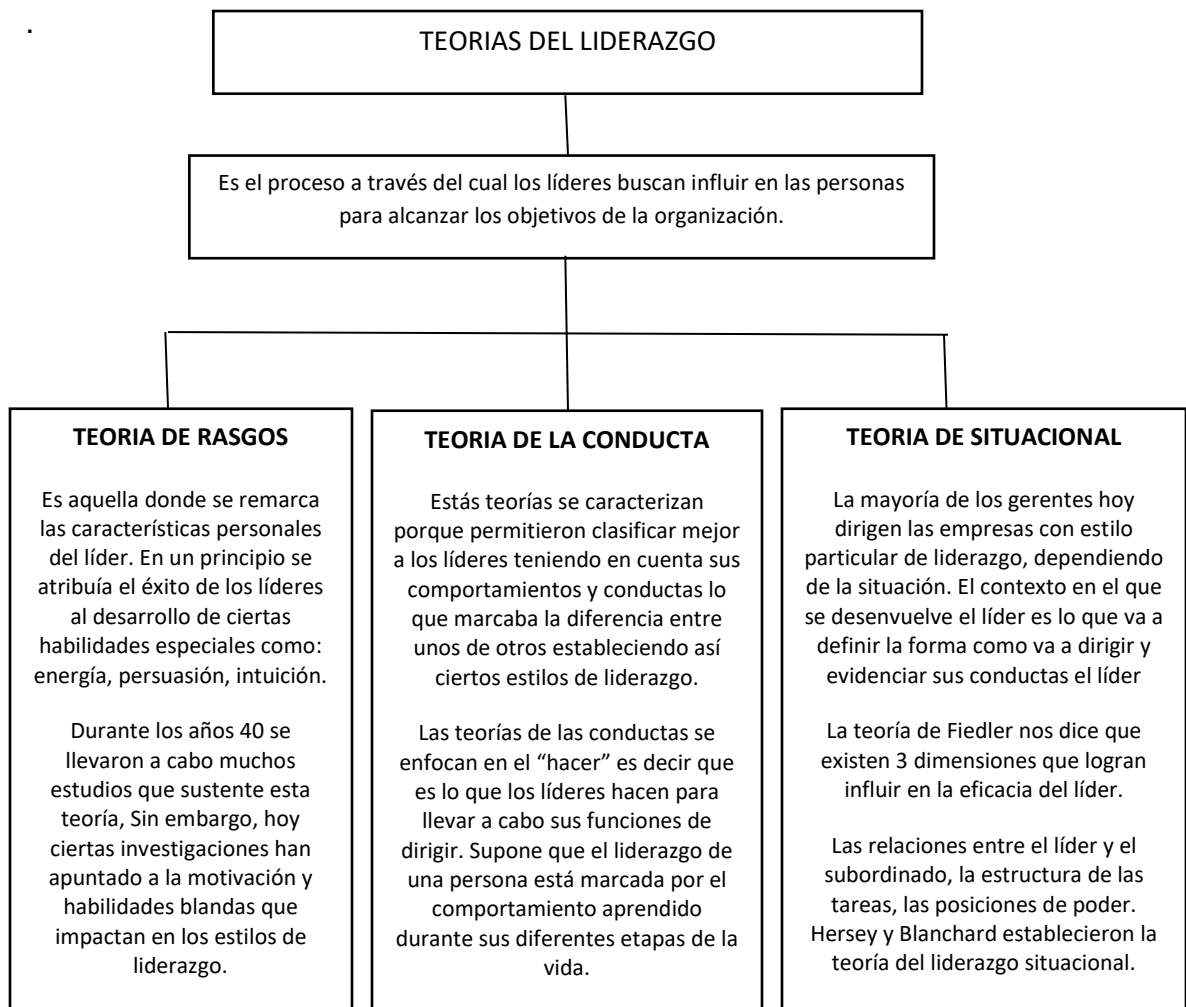 .
TEORIAS DEL LIDERAZGO
Es el proceso a través del cual los líderes buscan influir en las personas
para alcanzar los objetivos de la organización.
TEORIA DE RASGOS
Es aquella donde se remarca
las características personales
del líder. En un principio se
atribuía el éxito de los líderes
al desarrollo de ciertas
habilidades especiales como:
energía, persuasión, intuición.
Durante los años 40 se
llevaron a cabo muchos
estudios que sustente esta
teoría, Sin embargo, hoy
ciertas investigaciones han
apuntado a la motivación y
habilidades blandas que
impactan en los estilos de
liderazgo.
TEORIA DE LA CONDUCTA
Estás teorías se caracterizan
porque permitieron clasificar mejor
a los líderes teniendo en cuenta sus
comportamientos y conductas lo
que marcaba la diferencia entre
unos de otros estableciendo así
ciertos estilos de liderazgo.
Las teorías de las conductas se
enfocan en el “hacer” es decir que
es lo que los líderes hacen para
llevar a cabo sus funciones de
dirigir. Supone que el liderazgo de
una persona está marcada por el
comportamiento aprendido
durante sus diferentes etapas de la
vida.
TEORIA DE SITUACIONAL
La mayoría de los gerentes hoy
dirigen las empresas con estilo
particular de liderazgo, dependiendo
de la situación. El contexto en el que
se desenvuelve el líder es lo que va a
definir la forma como va a dirigir y
evidenciar sus conductas el líder
La teoría de Fiedler nos dice que
existen 3 dimensiones que logran
influir en la eficacia del líder.
Las relaciones entre el líder y el
subordinado, la estructura de las
tareas, las posiciones de poder.
Hersey y Blanchard establecieron la
teoría del liderazgo situacional.